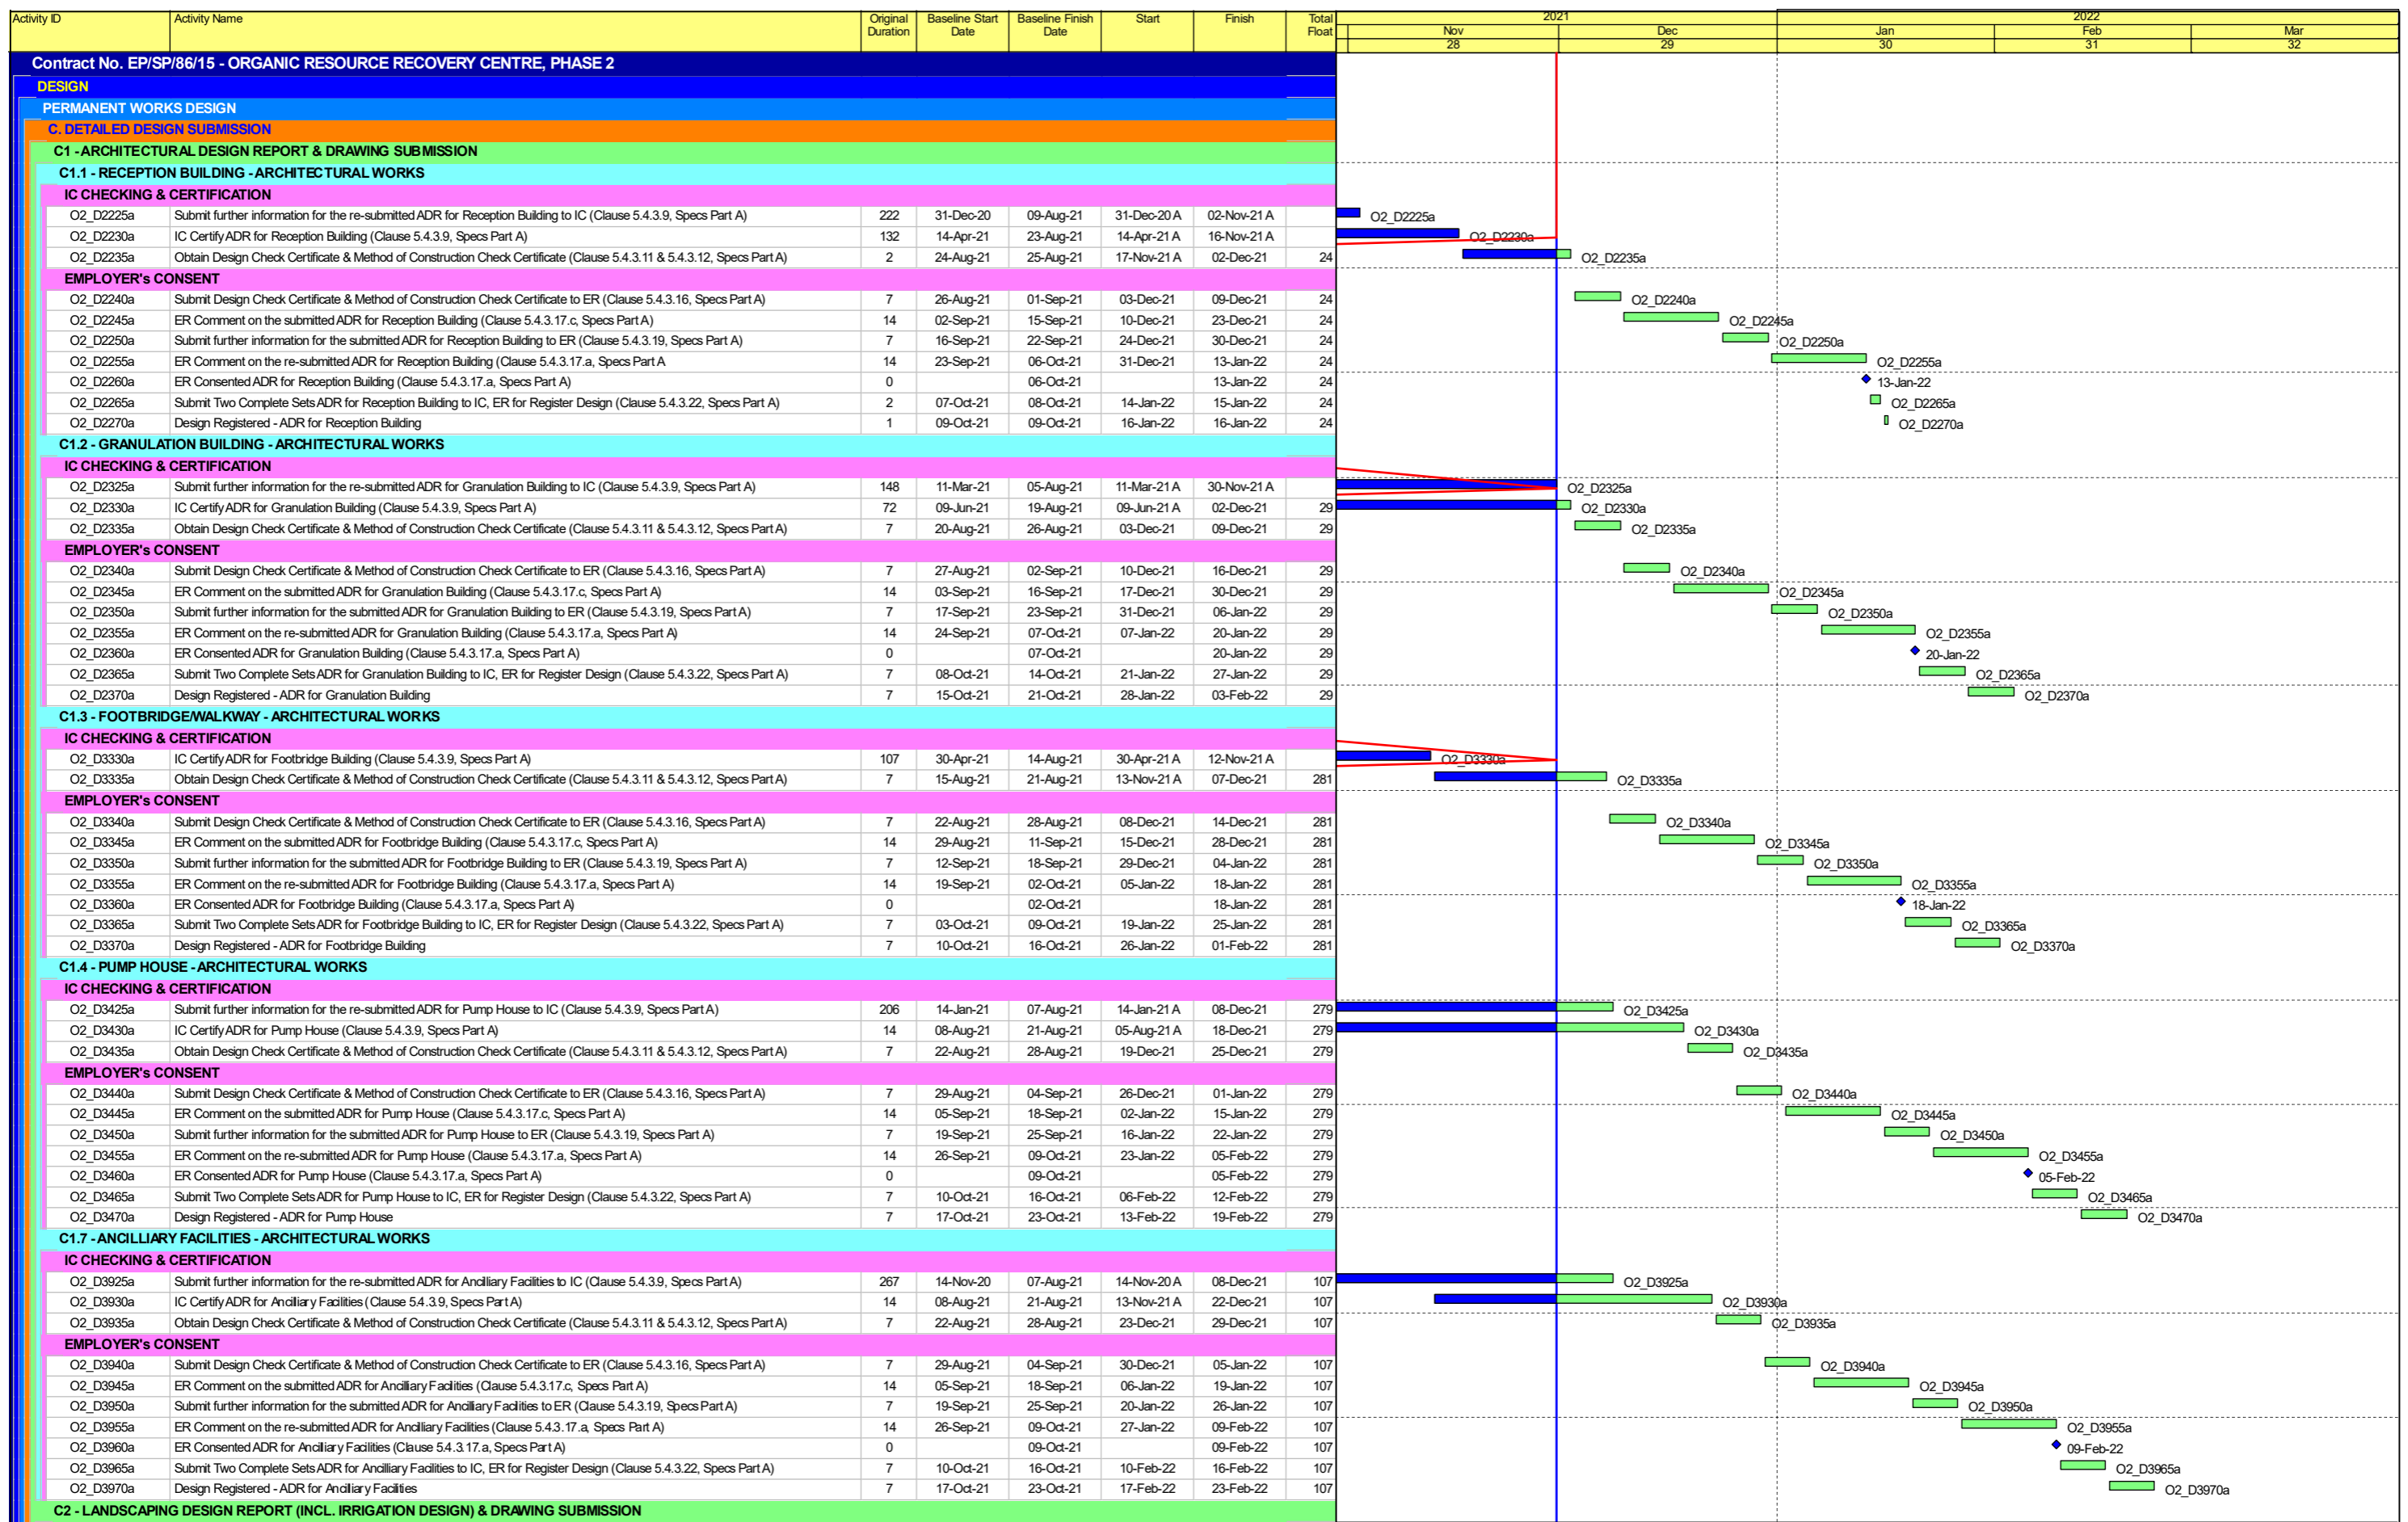 Activity ID Activity Name Original Duration Baseline Start Date Baseline Finish Date Start Finish Total Float 2021 2022
Nov Dec Jan Feb Mar
28 29 30 31 32
Contract No. EP/SP/86/15 - ORGANIC RESOURCE RECOVERY CENTRE, PHASE 2
DESIGN
PERMANENT WORKS DESIGN
C. DETAILED DESIGN SUBMISSION
C1 - ARCHITECTURAL DESIGN REPORT & DRAWING SUBMISSION
C1.1 - RECEPTION BUILDING - ARCHITECTURAL WORKS
IC CHECKING & CERTIFICATION
O2_D2225a Submit further information for the re-submitted ADR for Reception Building to IC (Clause 5.4.3.9, Specs Part A) 222 31-Dec-20 09-Aug-21 31-Dec-20 A 02-Nov-21 A O2_D2225a
O2_D2230a IC Certify ADR for Reception Building (Clause 5.4.3.9, Specs Part A) 132 14-Apr-21 23-Aug-21 14-Apr-21 A 16-Nov-21 A O2_D2230a
O2_D2235a Obtain Design Check Certificate & Method of Construction Check Certificate (Clause 5.4.3.11 & 5.4.3.12, Specs Part A) 2 24-Aug-21 25-Aug-21 17-Nov-21 A 02-Dec-21 24 O2_D2235a
EMPLOYER's CONSENT
O2_D2240a Submit Design Check Certificate & Method of Construction Check Certificate to ER (Clause 5.4.3.16, Specs Part A) 7 26-Aug-21 01-Sep-21 03-Dec-21 09-Dec-21 24 O2_D2240a
O2_D2245a ER Comment on the submitted ADR for Reception Building (Clause 5.4.3.17.c, Specs Part A) 14 02-Sep-21 15-Sep-21 10-Dec-21 23-Dec-21 24 O2_D2245a
O2_D2250a Submit further information for the submitted ADR for Reception Building to ER (Clause 5.4.3.19, Specs Part A) 7 16-Sep-21 22-Sep-21 24-Dec-21 30-Dec-21 24 O2_D2250a
O2_D2255a ER Comment on the re-submitted ADR for Reception Building (Clause 5.4.3.17.a, Specs Part A 14 23-Sep-21 06-Oct-21 31-Dec-21 13-Jan-22 24 O2_D2255a
O2_D2260a ER Consented ADR for Reception Building (Clause 5.4.3.17.a, Specs Part A) 0 06-Oct-21 13-Jan-22 24 13-Jan-22
O2_D2265a Submit Two Complete Sets ADR for Reception Building to IC, ER for Register Design (Clause 5.4.3.22, Specs Part A) 2 07-Oct-21 08-Oct-21 14-Jan-22 15-Jan-22 24 O2_D2265a
O2_D2270a Design Registered - ADR for Reception Building 1 09-Oct-21 09-Oct-21 16-Jan-22 16-Jan-22 24 O2_D2270a
C1.2 - GRANULATION BUILDING - ARCHITECTURAL WORKS
IC CHECKING & CERTIFICATION
O2_D2325a Submit further information for the re-submitted ADR for Granulation Building to IC (Clause 5.4.3.9, Specs Part A) 148 11-Mar-21 05-Aug-21 11-Mar-21 A 30-Nov-21 A O2_D2325a
O2_D2330a IC Certify ADR for Granulation Building (Clause 5.4.3.9, Specs Part A) 72 09-Jun-21 19-Aug-21 09-Jun-21 A 02-Dec-21 29 O2_D2330a
O2_D2335a Obtain Design Check Certificate & Method of Construction Check Certificate (Clause 5.4.3.11 & 5.4.3.12, Specs Part A) 7 20-Aug-21 26-Aug-21 03-Dec-21 09-Dec-21 29 O2_D2335a
EMPLOYER's CONSENT
O2_D2340a Submit Design Check Certificate & Method of Construction Check Certificate to ER (Clause 5.4.3.16, Specs Part A) 7 27-Aug-21 02-Sep-21 10-Dec-21 16-Dec-21 29 O2_D2340a
O2_D2345a ER Comment on the submitted ADR for Granulation Building (Clause 5.4.3.17.c, Specs Part A) 14 03-Sep-21 16-Sep-21 17-Dec-21 30-Dec-21 29 O2_D2345a
O2_D2350a Submit further information for the submitted ADR for Granulation Building to ER (Clause 5.4.3.19, Specs Part A) 7 17-Sep-21 23-Sep-21 31-Dec-21 06-Jan-22 29 O2_D2350a
O2_D2355a ER Comment on the re-submitted ADR for Granulation Building (Clause 5.4.3.17.a, Specs Part A) 14 24-Sep-21 07-Oct-21 07-Jan-22 20-Jan-22 29 O2_D2355a
O2_D2360a ER Consented ADR for Granulation Building (Clause 5.4.3.17.a, Specs Part A) 0 07-Oct-21 20-Jan-22 29 20-Jan-22
O2_D2365a Submit Two Complete Sets ADR for Granulation Building to IC, ER for Register Design (Clause 5.4.3.22, Specs Part A) 7 08-Oct-21 14-Oct-21 21-Jan-22 27-Jan-22 29 O2_D2365a
O2_D2370a Design Registered - ADR for Granulation Building 7 15-Oct-21 21-Oct-21 28-Jan-22 03-Feb-22 29 O2_D2370a
C1.3 - FOOTBRIDGE/WALKWAY - ARCHITECTURAL WORKS
IC CHECKING & CERTIFICATION
O2_D3330a IC Certify ADR for Footbridge Building (Clause 5.4.3.9, Specs Part A) 107 30-Apr-21 14-Aug-21 30-Apr-21 A 12-Nov-21 A O2_D3330a
O2_D3335a Obtain Design Check Certificate & Method of Construction Check Certificate (Clause 5.4.3.11 & 5.4.3.12, Specs Part A) 7 15-Aug-21 21-Aug-21 13-Nov-21 A 07-Dec-21 281 O2_D3335a
EMPLOYER's CONSENT
O2_D3340a Submit Design Check Certificate & Method of Construction Check Certificate to ER (Clause 5.4.3.16, Specs Part A) 7 22-Aug-21 28-Aug-21 08-Dec-21 14-Dec-21 281 O2_D3340a
O2_D3345a ER Comment on the submitted ADR for Footbridge Building (Clause 5.4.3.17.c, Specs Part A) 14 29-Aug-21 11-Sep-21 15-Dec-21 28-Dec-21 281 O2_D3345a
O2_D3350a Submit further information for the submitted ADR for Footbridge Building to ER (Clause 5.4.3.19, Specs Part A) 7 12-Sep-21 18-Sep-21 29-Dec-21 04-Jan-22 281 O2_D3350a
O2_D3355a ER Comment on the re-submitted ADR for Footbridge Building (Clause 5.4.3.17.a, Specs Part A) 14 19-Sep-21 02-Oct-21 05-Jan-22 18-Jan-22 281 O2_D3355a
O2_D3360a ER Consented ADR for Footbridge Building (Clause 5.4.3.17.a, Specs Part A) 0 02-Oct-21 18-Jan-22 281 18-Jan-22
O2_D3365a Submit Two Complete Sets ADR for Footbridge Building to IC, ER for Register Design (Clause 5.4.3.22, Specs Part A) 7 03-Oct-21 09-Oct-21 19-Jan-22 25-Jan-22 281 O2_D3365a
O2_D3370a Design Registered - ADR for Footbridge Building 7 10-Oct-21 16-Oct-21 26-Jan-22 01-Feb-22 281 O2_D3370a
C1.4 - PUMP HOUSE - ARCHITECTURAL WORKS
IC CHECKING & CERTIFICATION
O2_D3425a Submit further information for the re-submitted ADR for Pump House to IC (Clause 5.4.3.9, Specs Part A) 206 14-Jan-21 07-Aug-21 14-Jan-21 A 08-Dec-21 279 O2_D3425a
O2_D3430a IC Certify ADR for Pump House (Clause 5.4.3.9, Specs Part A) 14 08-Aug-21 21-Aug-21 05-Aug-21 A 18-Dec-21 279 O2_D3430a
O2_D3435a Obtain Design Check Certificate & Method of Construction Check Certificate (Clause 5.4.3.11 & 5.4.3.12, Specs Part A) 7 22-Aug-21 28-Aug-21 19-Dec-21 25-Dec-21 279 O2_D3435a
EMPLOYER's CONSENT
O2_D3440a Submit Design Check Certificate & Method of Construction Check Certificate to ER (Clause 5.4.3.16, Specs Part A) 7 29-Aug-21 04-Sep-21 26-Dec-21 01-Jan-22 279 O2_D3440a
O2_D3445a ER Comment on the submitted ADR for Pump House (Clause 5.4.3.17.c, Specs Part A) 14 05-Sep-21 18-Sep-21 02-Jan-22 15-Jan-22 279 O2_D3445a
O2_D3450a Submit further information for the submitted ADR for Pump House to ER (Clause 5.4.3.19, Specs Part A) 7 19-Sep-21 25-Sep-21 16-Jan-22 22-Jan-22 279 O2_D3450a
O2_D3455a ER Comment on the re-submitted ADR for Pump House (Clause 5.4.3.17.a, Specs Part A) 14 26-Sep-21 09-Oct-21 23-Jan-22 05-Feb-22 279 O2_D3455a
O2_D3460a ER Consented ADR for Pump House (Clause 5.4.3.17.a, Specs Part A) 0 09-Oct-21 05-Feb-22 279 05-Feb-22
O2_D3465a Submit Two Complete Sets ADR for Pump House to IC, ER for Register Design (Clause 5.4.3.22, Specs Part A) 7 10-Oct-21 16-Oct-21 06-Feb-22 12-Feb-22 279 O2_D3465a
O2_D3470a Design Registered - ADR for Pump House 7 17-Oct-21 23-Oct-21 13-Feb-22 19-Feb-22 279 O2_D3470a
C1.7 - ANCILLIARY FACILITIES - ARCHITECTURAL WORKS
IC CHECKING & CERTIFICATION
O2_D3925a Submit further information for the re-submitted ADR for Ancilliary Facilities to IC (Clause 5.4.3.9, Specs Part A) 267 14-Nov-20 07-Aug-21 14-Nov-20 A 08-Dec-21 107 O2_D3925a
O2_D3930a IC Certify ADR for Ancilliary Facilities (Clause 5.4.3.9, Specs Part A) 14 08-Aug-21 21-Aug-21 13-Nov-21 A 22-Dec-21 107 O2_D3930a
O2_D3935a Obtain Design Check Certificate & Method of Construction Check Certificate (Clause 5.4.3.11 & 5.4.3.12, Specs Part A) 7 22-Aug-21 28-Aug-21 23-Dec-21 29-Dec-21 107 O2_D3935a
EMPLOYER's CONSENT
O2_D3940a Submit Design Check Certificate & Method of Construction Check Certificate to ER (Clause 5.4.3.16, Specs Part A) 7 29-Aug-21 04-Sep-21 30-Dec-21 05-Jan-22 107 O2_D3940a
O2_D3945a ER Comment on the submitted ADR for Ancilliary Facilities (Clause 5.4.3.17.c, Specs Part A) 14 05-Sep-21 18-Sep-21 06-Jan-22 19-Jan-22 107 O2_D3945a
O2_D3950a Submit further information for the submitted ADR for Ancilliary Facilities to ER (Clause 5.4.3.19, Specs Part A) 7 19-Sep-21 25-Sep-21 20-Jan-22 26-Jan-22 107 O2_D3950a
O2_D3955a ER Comment on the re-submitted ADR for Ancilliary Facilities (Clause 5.4.3.17.a, Specs Part A) 14 26-Sep-21 09-Oct-21 27-Jan-22 09-Feb-22 107 O2_D3955a
O2_D3960a ER Consented ADR for Ancilliary Facilities (Clause 5.4.3.17.a, Specs Part A) 0 09-Oct-21 09-Feb-22 107 09-Feb-22
O2_D3965a Submit Two Complete Sets ADR for Ancilliary Facilities to IC, ER for Register Design (Clause 5.4.3.22, Specs Part A) 7 10-Oct-21 16-Oct-21 10-Feb-22 16-Feb-22 107 O2_D3965a
O2_D3970a Design Registered - ADR for Ancilliary Facilities 7 17-Oct-21 23-Oct-21 17-Feb-22 23-Feb-22 107 O2_D3970a
C2 - LANDSCAPING DESIGN REPORT (INCL. IRRIGATION DESIGN) & DRAWING SUBMISSION